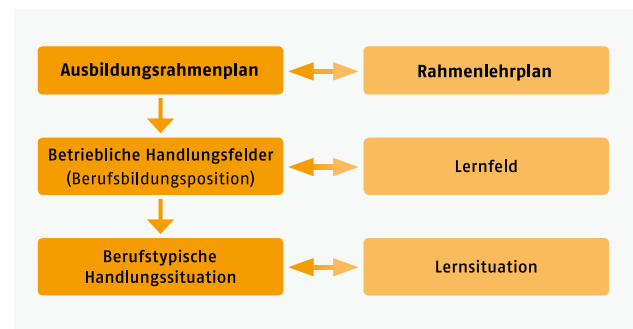 Ausbildungsrahmenplan
Rahmenlehrplan
Betriebliche Handlungsfelder
(Berufsbildungsposition)
Lernfeld
Berufstypische
Handlungssituation
Lernsituation